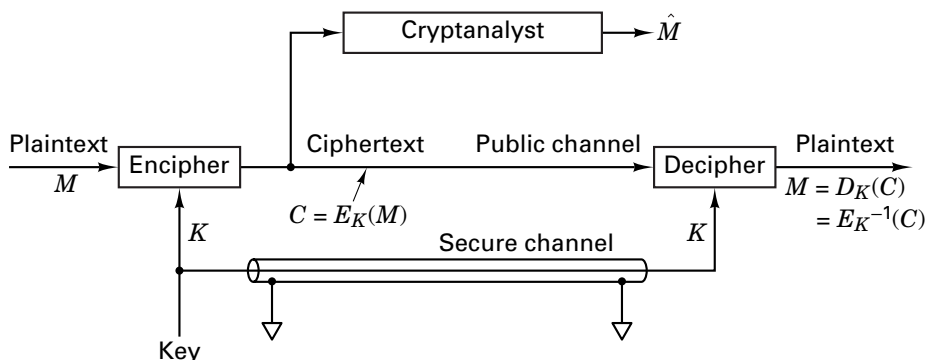 Cryptanalyst
M̂
Plaintext
M
Encipher
Ciphertext
Public channel
Decipher
Plaintext
C = E_K(M)
M = D_K(C)
= E_K⁻¹(C)
K
Secure channel
K
Key